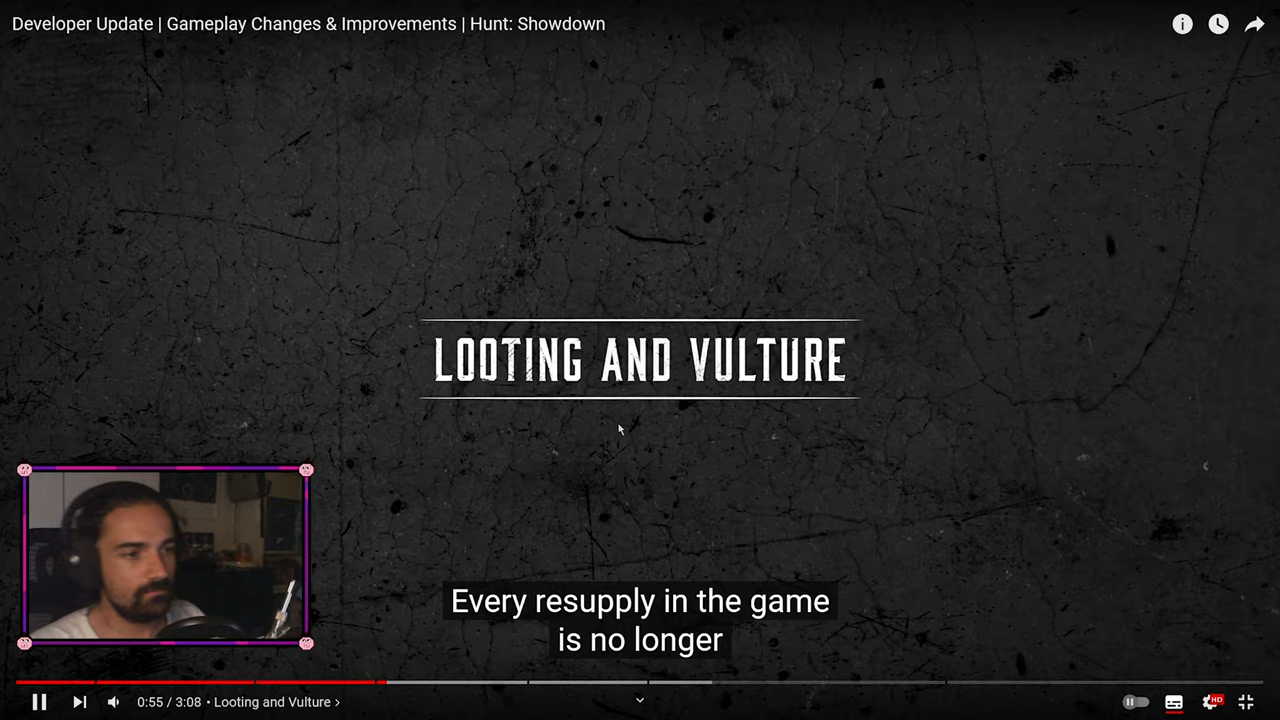 Developer Update | Gameplay Changes & Improvements | Hunt: Showdown
LOOTING AND VULTURE
Every resupply in the game
is no longer
0:55 / 3:08 • Looting and Vulture ›
HD